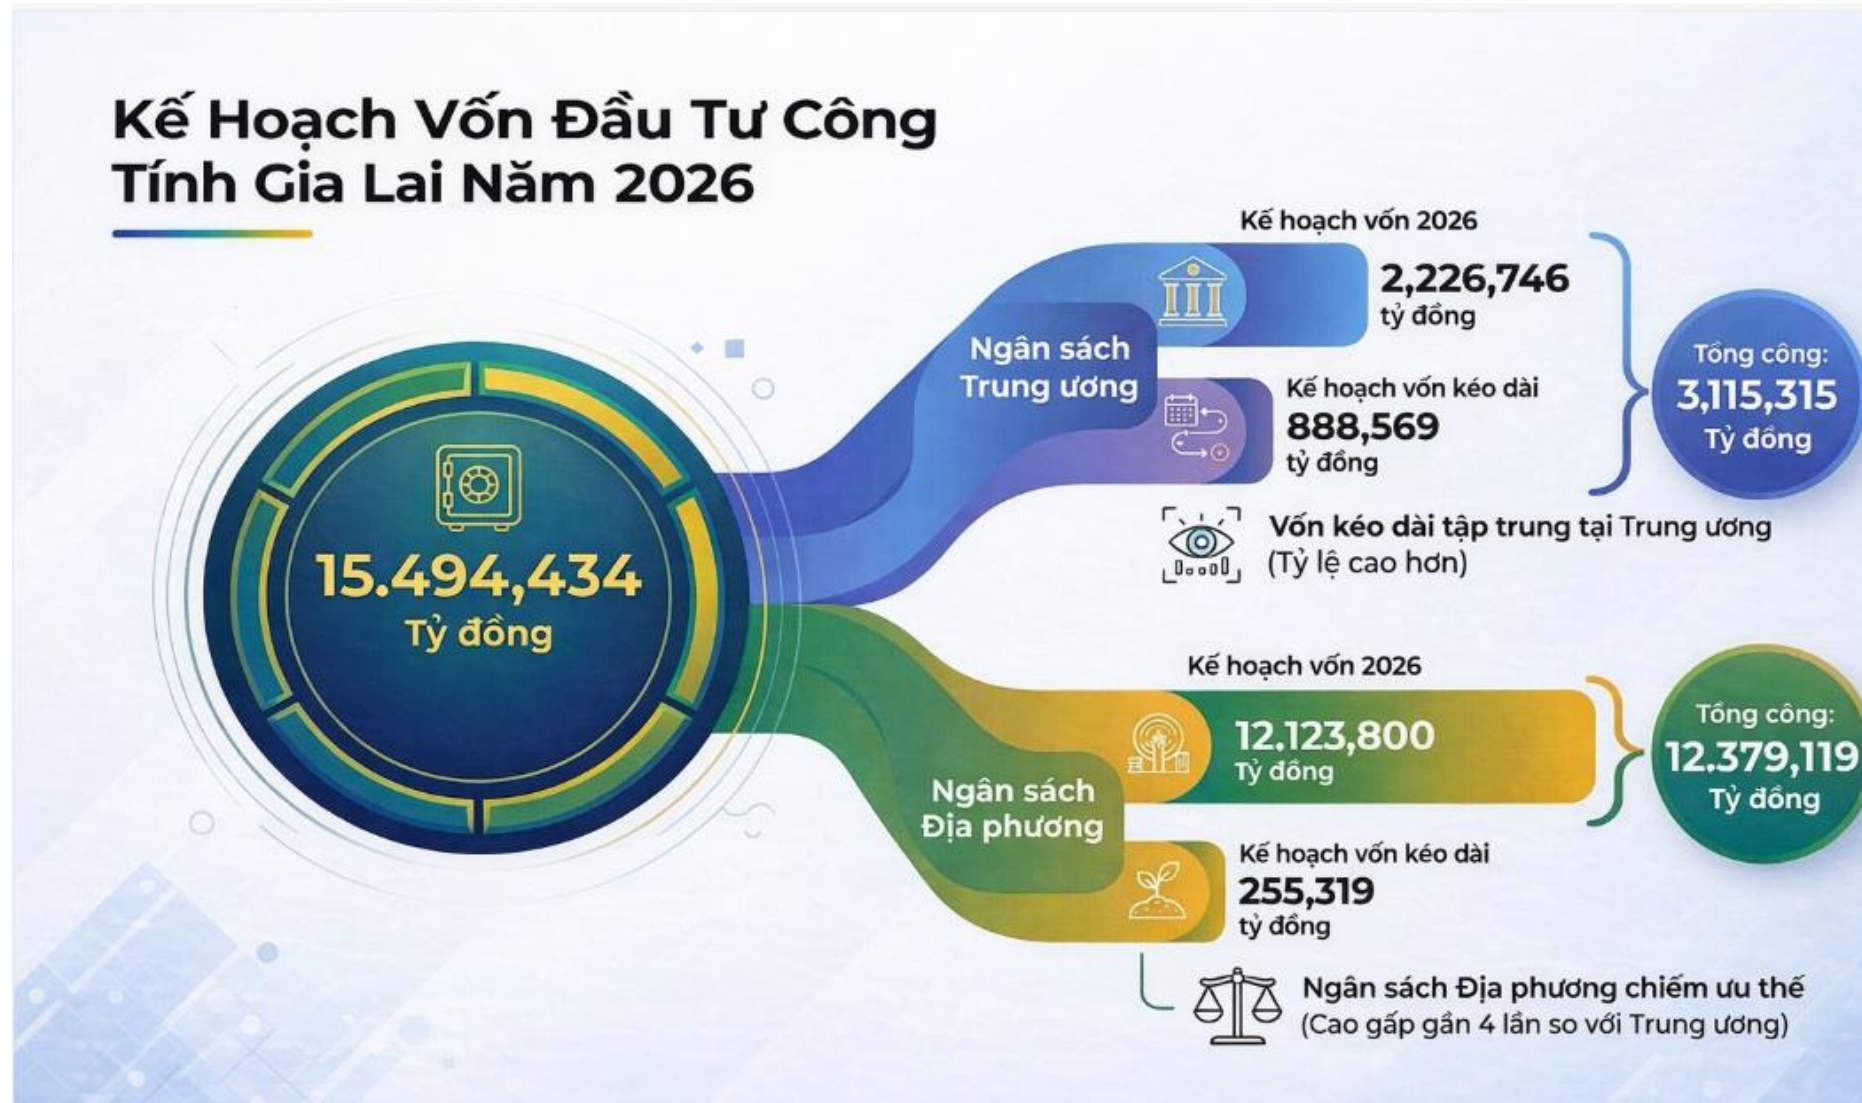 Kế Hoạch Vốn Đầu Tư Công
Tính Gia Lai Năm 2026
15.494,434
Tỷ đồng
Ngân sách
Trung ương
Kế hoạch vốn 2026
2,226,746
tỷ đồng
Kế hoạch vốn kéo dài
888,569
tỷ đồng
Tổng công:
3,115,315
Tỷ đồng
Vốn kéo dài tập trung tại Trung ương
(Tỷ lệ cao hơn)
Ngân sách
Địa phương
Kế hoạch vốn 2026
12.123,800
Tỷ đồng
Kế hoạch vốn kéo dài
255,319
tỷ đồng
Tổng công:
12.379,119
Tỷ đồng
Ngân sách Địa phương chiếm ưu thế
(Cao gấp gần 4 lần so với Trung ương)